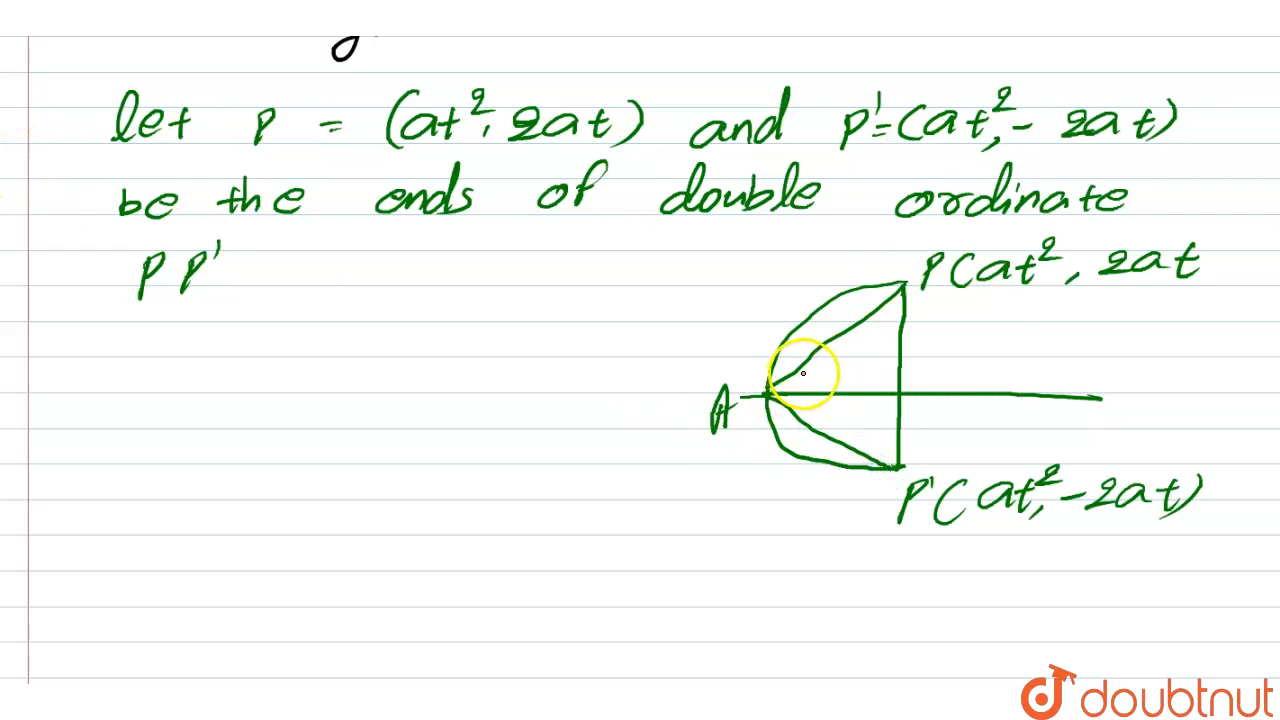 let P = (at², 2at) and P'=(at², - 2at)
be the ends of double ordinate
PP'
P(at², 2at
A
P'(at², -2at)
doubtnut